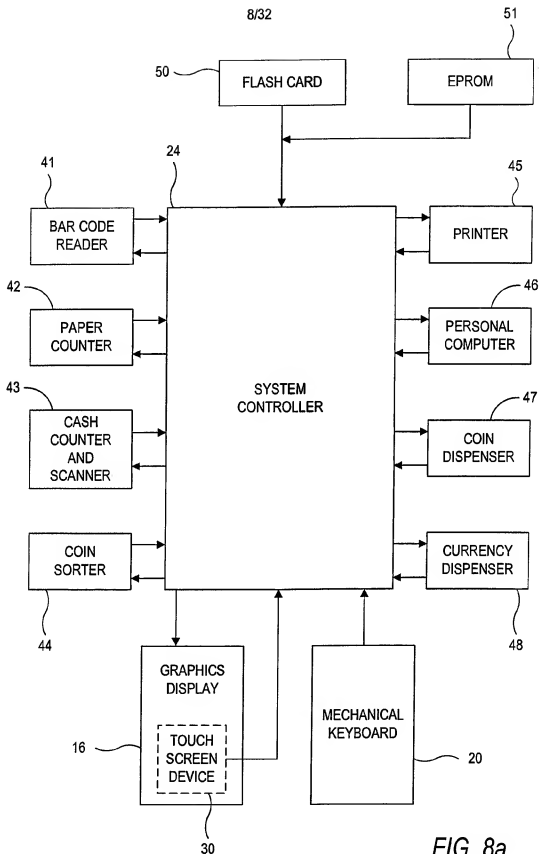 8/32
51
50
FLASH CARD
EPROM
41
24
45
BAR CODE
READER
PRINTER
42
46
PAPER
COUNTER
PERSONAL
COMPUTER
SYSTEM
CONTROLLER
43
47
CASH
COUNTER
AND
SCANNER
COIN
DISPENSER
COIN
SORTER
CURRENCY
DISPENSER
44
48
GRAPHICS
DISPLAY
MECHANICAL
KEYBOARD
16
TOUCH
SCREEN
DEVICE
20
30
FIG. 8a